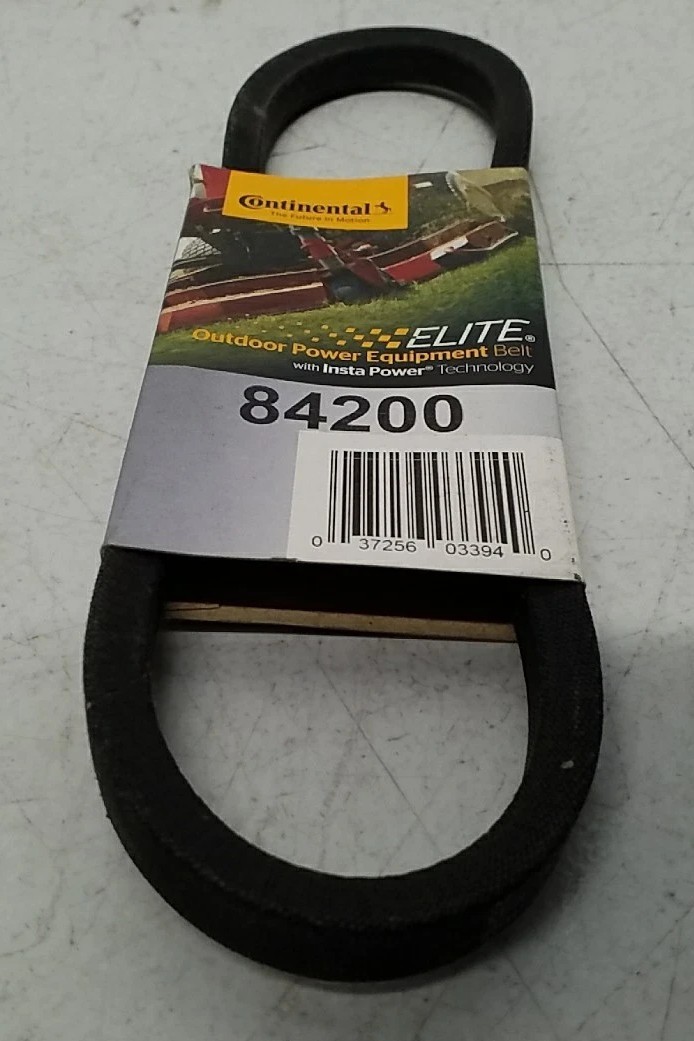 Continental
The Future in Motion
ELITE®
Outdoor Power Equipment Belt
with Insta Power® Technology
84200
0 37256 03394 0